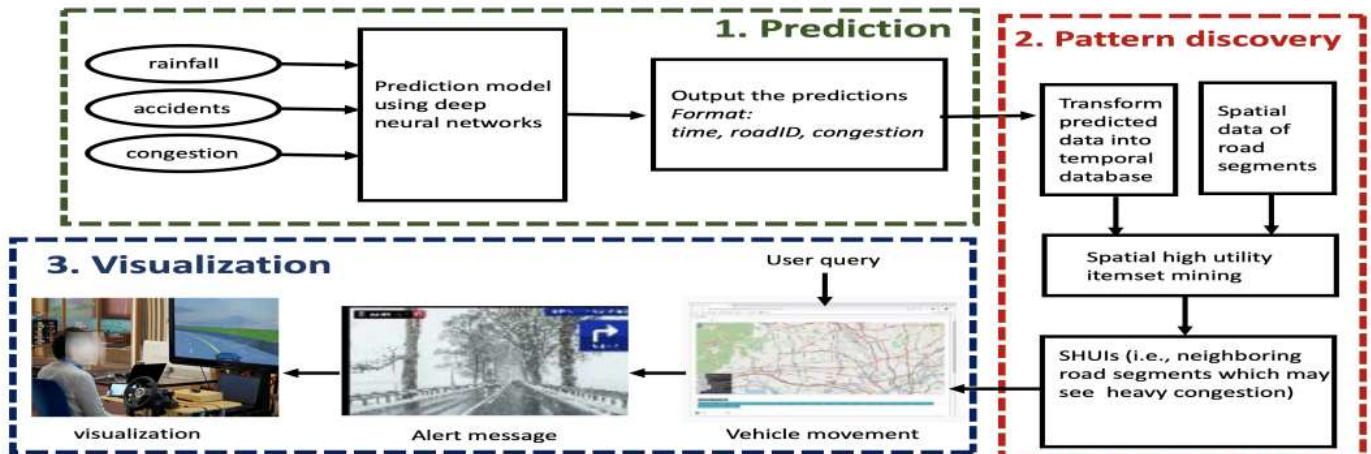 1. Prediction
rainfall
accidents
congestion
Prediction model
using deep
neural networks
Output the predictions
Format:
time, roadID, congestion
2. Pattern discovery
Transform
predicted
data into
temporal
database
Spatial
data of
road
segments
Spatial high utility
itemset mining
SHUIs (i.e., neighboring
road segments which may
see heavy congestion)
3. Visualization
User query
Vehicle movement
Alert message
visualization